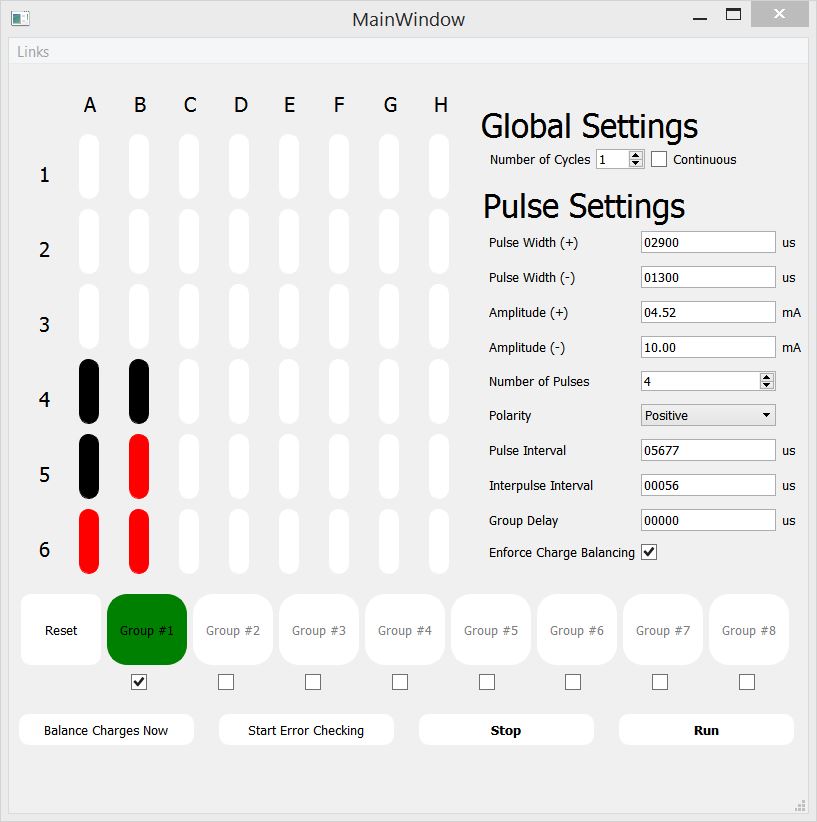 MainWindow
Links
A B C D E F G H
1
2
3
4
5
6
Global Settings
Number of Cycles 1 Continuous
Pulse Settings
Pulse Width (+) 02900 us
Pulse Width (-) 01300 us
Amplitude (+) 04.52 mA
Amplitude (-) 10.00 mA
Number of Pulses 4
Polarity Positive
Pulse Interval 05677 us
Interpulse Interval 00056 us
Group Delay 00000 us
Enforce Charge Balancing
Reset Group #1 Group #2 Group #3 Group #4 Group #5 Group #6 Group #7 Group #8
Balance Charges Now Start Error Checking Stop Run